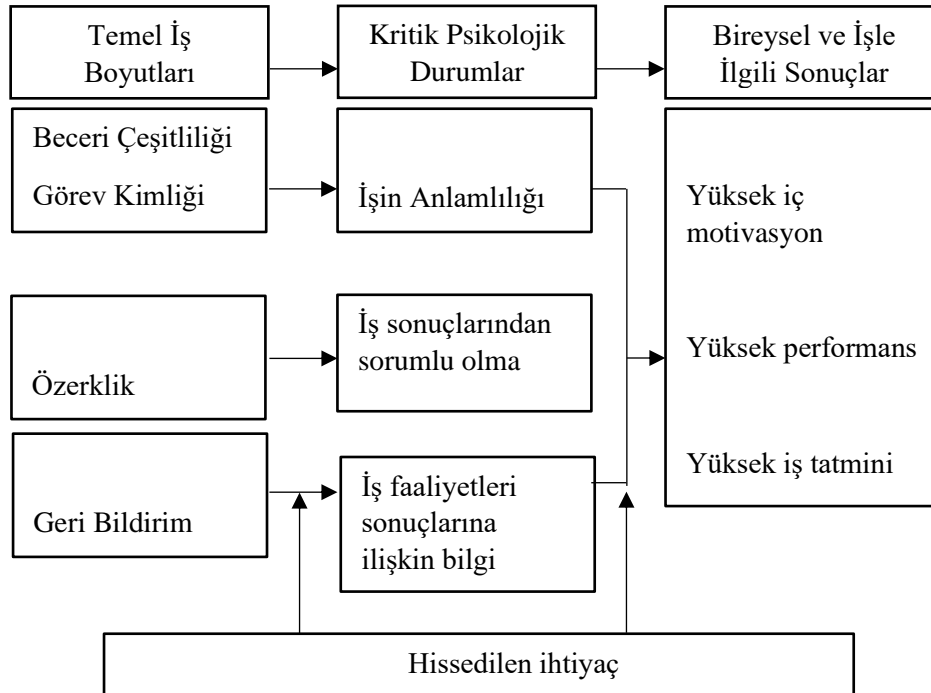 Temel İş
Boyutları
Kritik Psikolojik
Durumlar
Bireysel ve İşle
İlgili Sonuçlar
Beceri Çeşitliliği
Görev Kimliği
İşin Anlamlılığı
Yüksek iç
motivasyon
Özerklik
İş sonuçlarından
sorumlu olma
Yüksek performans
Geri Bildirim
İş faaliyetleri
sonuçlarına
ilişkin bilgi
Yüksek iş tatmini
Hissedilen ihtiyaç